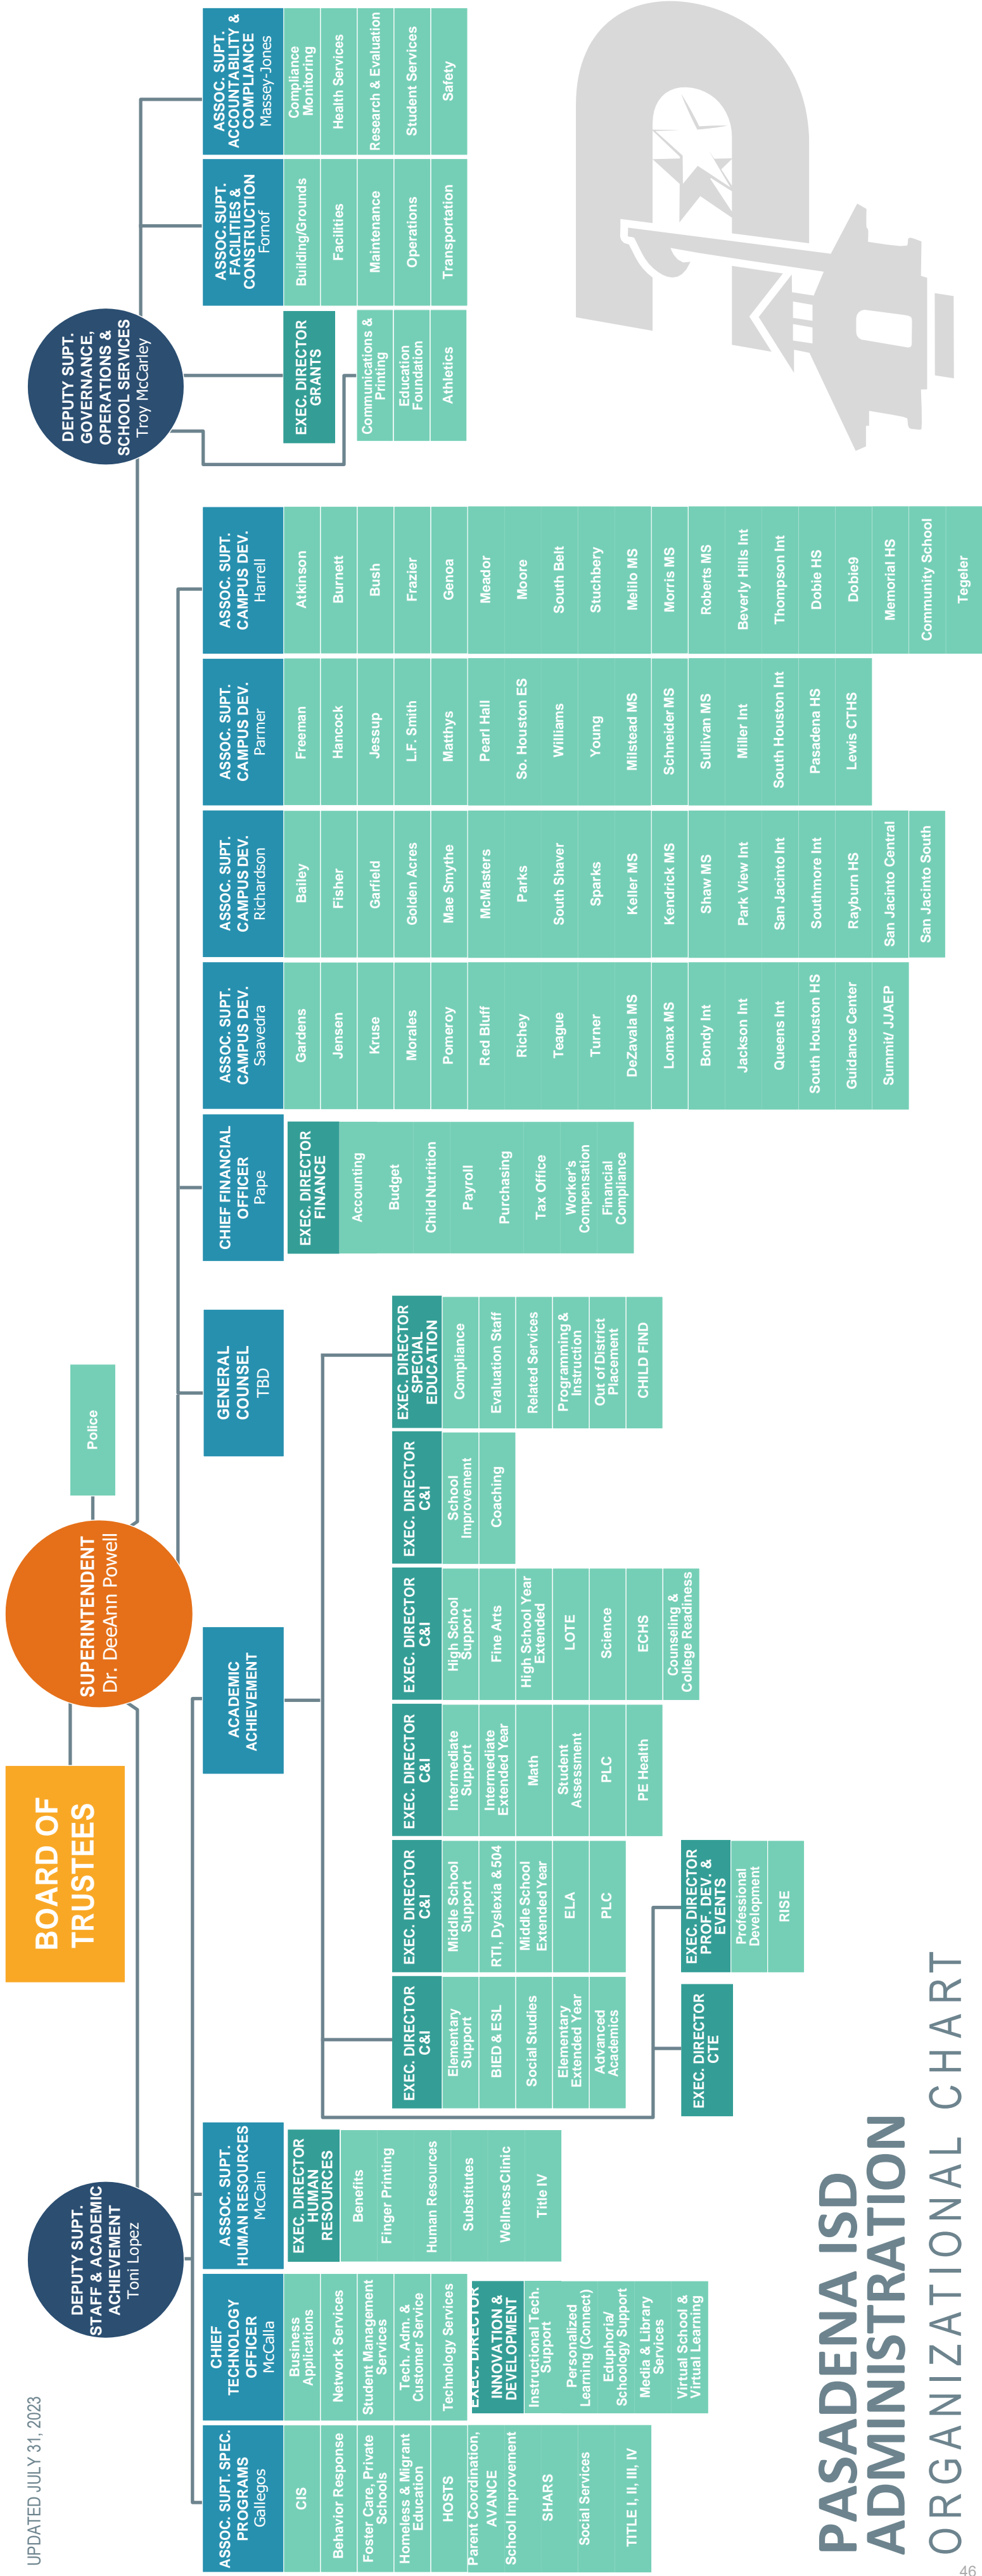 UPDATED JULY 31, 2023
BOARD OF
TRUSTEES
SUPERINTENDENT
Dr. DeeAnn Powell
Police
DEPUTY SUPT.
STAFF & ACADEMIC
ACHIEVEMENT
Toni Lopez
DEPUTY SUPT.
GOVERNANCE,
OPERATIONS &
SCHOOL SERVICES
Troy McCarley
ASSOC. SUPT. SPEC.
PROGRAMS
Gallegos
CIS
Behavior Response
Foster Care, Private
Schools
Homeless & Migrant
Education
HOSTS
Parent Coordination,
AVANCE
School Improvement
SHARS
Social Services
TITLE I, II, III, IV
CHIEF
TECHNOLOGY
OFFICER
McCalla
Business
Applications
Network Services
Student Management
Services
Tech. Adm. &
Customer Service
Technology Services
EXEC. DIRECTOR
INNOVATION &
DEVELOPMENT
Instructional Tech.
Support
Personalized
Learning (Connect)
Eduphoria/
Schoology Support
Media & Library
Services
Virtual School &
Virtual Learning
ASSOC. SUPT.
HUMAN RESOURCES
McCain
EXEC. DIRECTOR
HUMAN
RESOURCES
Benefits
Finger Printing
Human Resources
Substitutes
WellnessClinic
Title IV
ACADEMIC
ACHIEVEMENT
EXEC. DIRECTOR
C&I
Elementary
Support
BIED & ESL
Social Studies
Elementary
Extended Year
Advanced
Academics
EXEC. DIRECTOR
C&I
Middle School
Support
RTI, Dyslexia & 504
Middle School
Extended Year
ELA
PLC
EXEC. DIRECTOR
C&I
Intermediate
Support
Intermediate
Extended Year
Math
Student
Assessment
PLC
PE Health
EXEC. DIRECTOR
C&I
High School
Support
Fine Arts
High School Year
Extended
LOTE
Science
ECHS
Counseling &
College Readiness
EXEC. DIRECTOR
C&I
School
Improvement
Coaching
EXEC. DIRECTOR
SPECIAL
EDUCATION
Compliance
Evaluation Staff
Related Services
Programming &
Instruction
Out of District
Placement
CHILD FIND
EXEC. DIRECTOR
CTE
EXEC. DIRECTOR
PROF. DEV. &
EVENTS
Professional
Development
RISE
GENERAL
COUNSEL
TBD
CHIEF FINANCIAL
OFFICER
Pape
EXEC. DIRECTOR
FINANCE
Accounting
Budget
Child Nutrition
Payroll
Purchasing
Tax Office
Worker's
Compensation
Financial
Compliance
ASSOC. SUPT.
CAMPUS DEV.
Saavedra
Gardens
Jensen
Kruse
Morales
Pomeroy
Red Bluff
Richey
Teague
Turner
DeZavala MS
Lomax MS
Bondy Int
Jackson Int
Queens Int
South Houston HS
Guidance Center
Summit/ JJAEP
ASSOC. SUPT.
CAMPUS DEV.
Richardson
Bailey
Fisher
Garfield
Golden Acres
Mae Smythe
McMasters
Parks
South Shaver
Sparks
Keller MS
Kendrick MS
Shaw MS
Park View Int
San Jacinto Int
Southmore Int
Rayburn HS
San Jacinto Central
San Jacinto South
ASSOC. SUPT.
CAMPUS DEV.
Parmer
Freeman
Hancock
Jessup
L.F. Smith
Matthys
Pearl Hall
So. Houston ES
Williams
Young
Milstead MS
Schneider MS
Sullivan MS
Miller Int
South Houston Int
Pasadena HS
Lewis CTHS
ASSOC. SUPT.
CAMPUS DEV.
Harrell
Atkinson
Burnett
Bush
Frazier
Genoa
Meador
Moore
South Belt
Stuchbery
Melilo MS
Morris MS
Roberts MS
Beverly Hills Int
Thompson Int
Dobie HS
Dobie9
Memorial HS
Community School
Tegeler
EXEC. DIRECTOR
GRANTS
Communications &
Printing
Education
Foundation
Athletics
ASSOC. SUPT.
FACILITIES &
CONSTRUCTION
Fornof
Building/Grounds
Facilities
Maintenance
Operations
Transportation
ASSOC. SUPT.
ACCOUNTABILITY &
COMPLIANCE
Massey-Jones
Compliance
Monitoring
Health Services
Research & Evaluation
Student Services
Safety
PASADENA ISD
ADMINISTRATION
ORGANIZATIONAL CHART
46